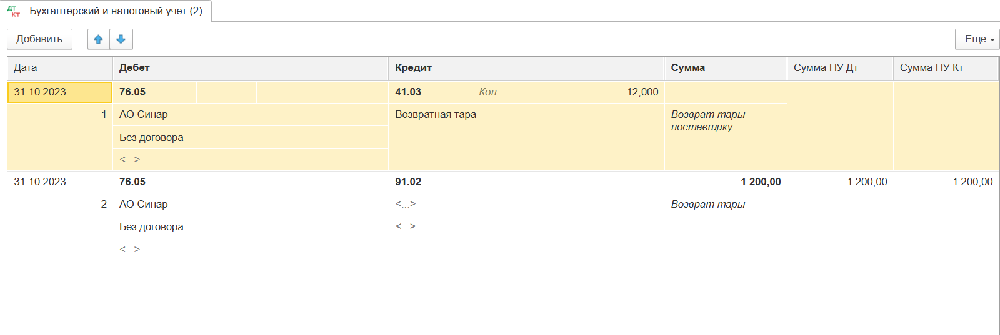 Дт Кт Бухгалтерский и налоговый учет (2)
Добавить Еще
Дата Дебет Кредит Сумма Сумма НУ Дт Сумма НУ Кт
31.10.2023 76.05 41.03 Кол.: 12,000
1 АО Синар Возвратная тара Возврат тары
поставщику
Без договора
<...>
31.10.2023 76.05 91.02 1 200,00 1 200,00 1 200,00
2 АО Синар <...> Возврат тары
Без договора <...>
<...>